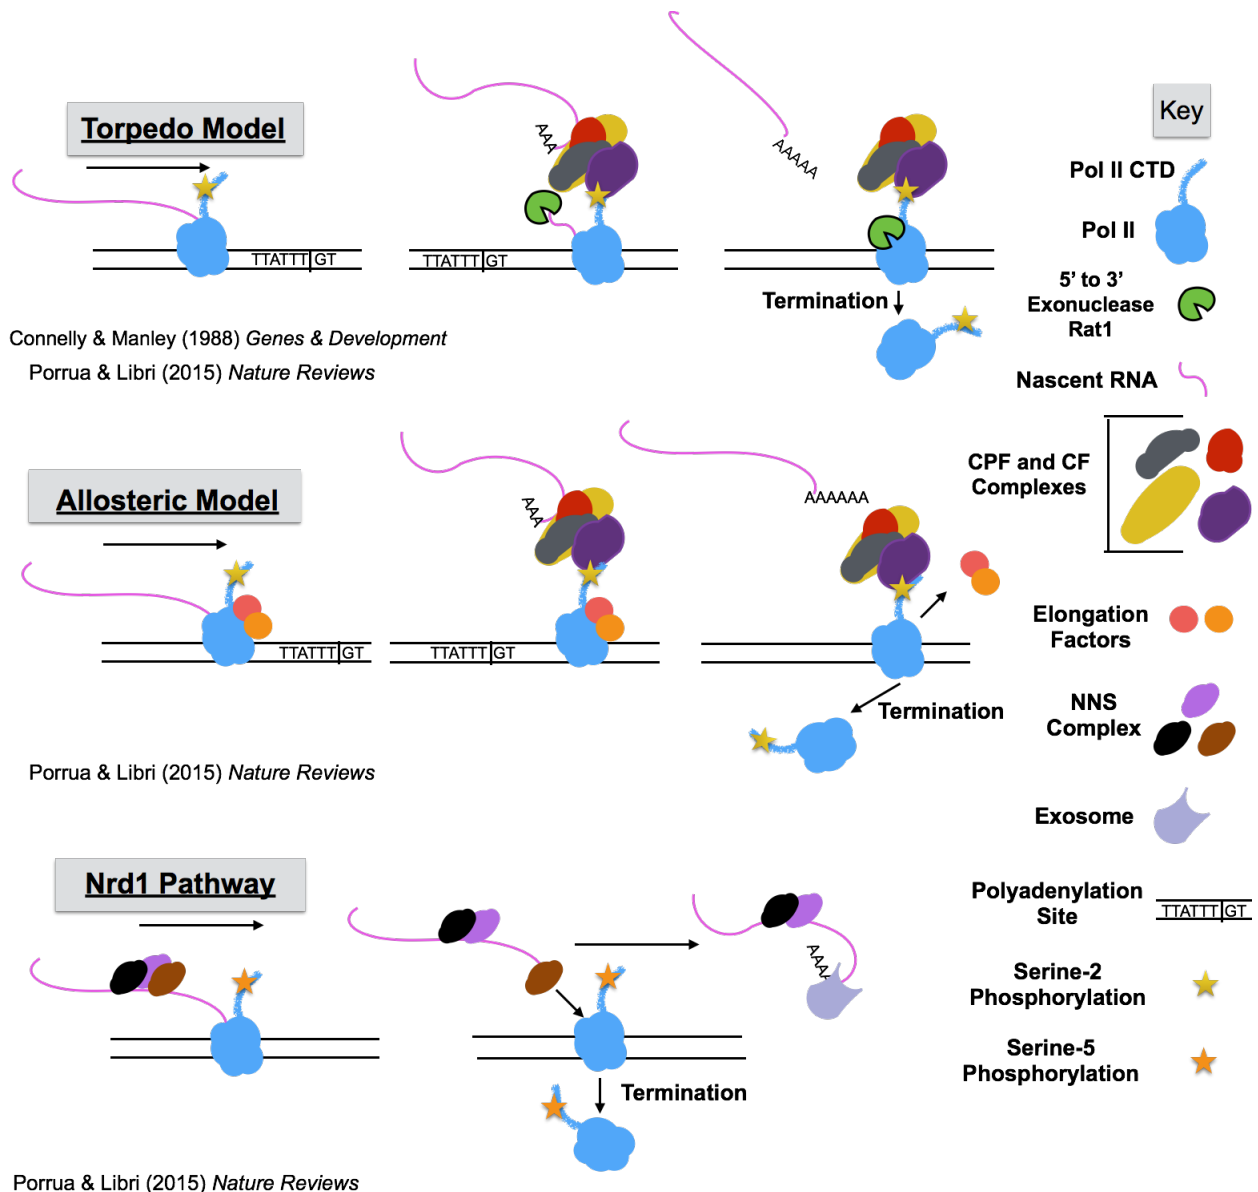 Torpedo Model
TTATTT GT
AAA
TTATTT GT
AAAAA
Termination
Connelly & Manley (1988) Genes & Development
Porrua & Libri (2015) Nature Reviews
Allosteric Model
TTATTT GT
AAA
TTATTT GT
AAAAAA
Termination
Porrua & Libri (2015) Nature Reviews
Nrd1 Pathway
Termination
AAAA
Porrua & Libri (2015) Nature Reviews
Key
Pol II CTD
Pol II
5’ to 3’
Exonuclease
Rat1
Nascent RNA
CPF and CF
Complexes
Elongation
Factors
NNS
Complex
Exosome
Polyadenylation
Site
TTATTT GT
Serine-2
Phosphorylation
Serine-5
Phosphorylation